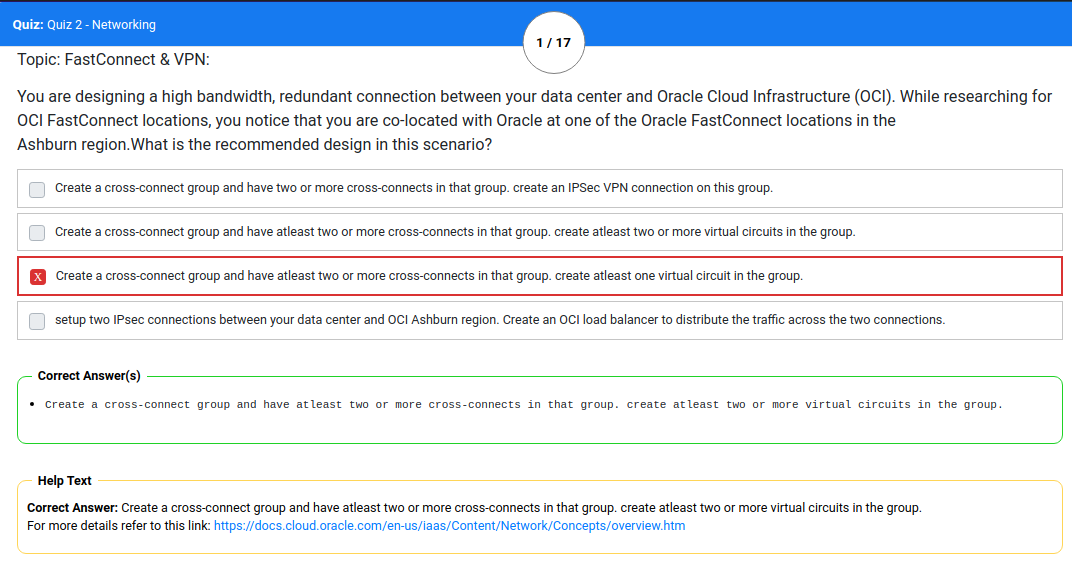 Quiz: Quiz 2 - Networking
1 / 17
Topic: FastConnect & VPN:
You are designing a high bandwidth, redundant connection between your data center and Oracle Cloud Infrastructure (OCI). While researching for
OCI FastConnect locations, you notice that you are co-located with Oracle at one of the Oracle FastConnect locations in the
Ashburn region.What is the recommended design in this scenario?
Create a cross-connect group and have two or more cross-connects in that group. create an IPSec VPN connection on this group.
Create a cross-connect group and have atleast two or more cross-connects in that group. create atleast two or more virtual circuits in the group.
X Create a cross-connect group and have atleast two or more cross-connects in that group. create atleast one virtual circuit in the group.
setup two IPsec connections between your data center and OCI Ashburn region. Create an OCI load balancer to distribute the traffic across the two connections.
Correct Answer(s)
• Create a cross-connect group and have atleast two or more cross-connects in that group. create atleast two or more virtual circuits in the group.
Help Text
Correct Answer: Create a cross-connect group and have atleast two or more cross-connects in that group. create atleast two or more virtual circuits in the group.
For more details refer to this link: https://docs.cloud.oracle.com/en-us/iaas/Content/Network/Concepts/overview.htm